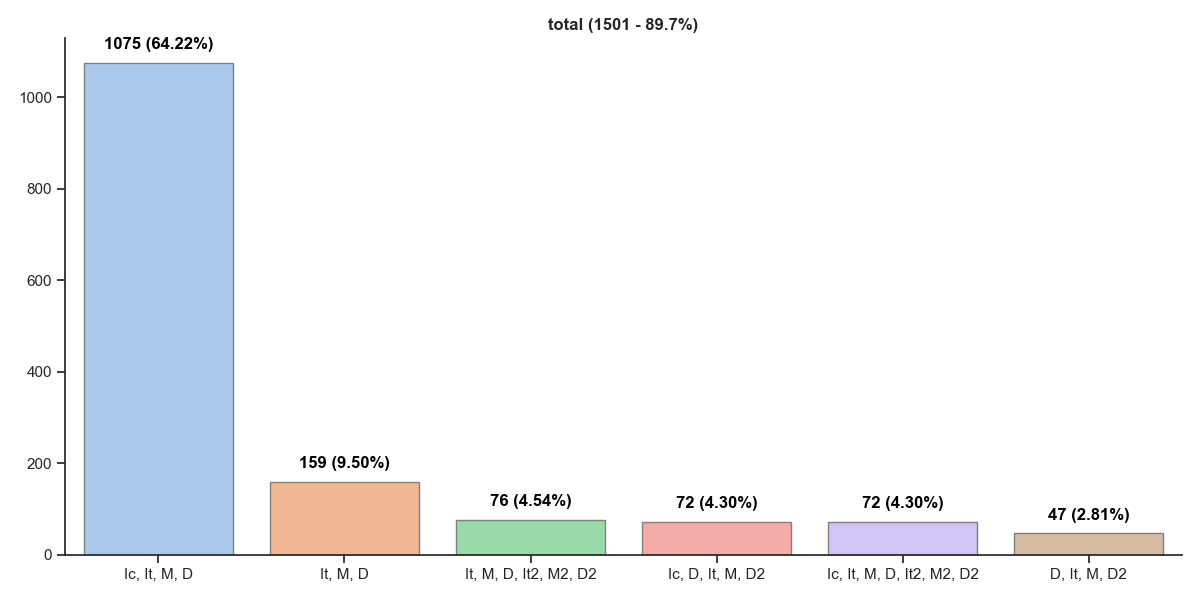 total (1501 - 89.7%)
1075 (64.22%)
1000
800
600
400
200
0
159 (9.50%)
76 (4.54%)
72 (4.30%)
72 (4.30%)
47 (2.81%)
Ic, It, M, D
It, M, D
It, M, D, It2, M2, D2
Ic, D, It, M, D2
Ic, It, M, D, It2, M2, D2
D, It, M, D2